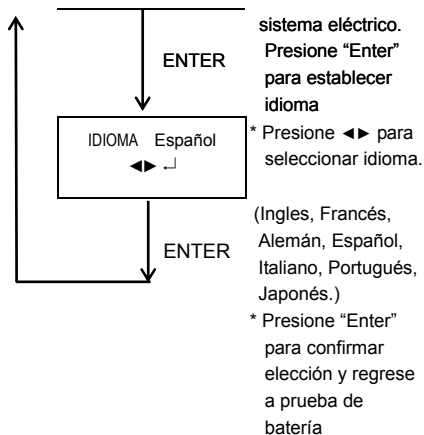 sistema eléctrico.
Presione “Enter”
para establecer
idioma
ENTER
IDIOMA Español
◄► ↵
* Presione ◄► para
seleccionar idioma.
ENTER
(Ingles, Francés,
Alemán, Español,
Italiano, Portugués,
Japonés.)
* Presione “Enter”
para confirmar
elección y regrese
a prueba de
batería